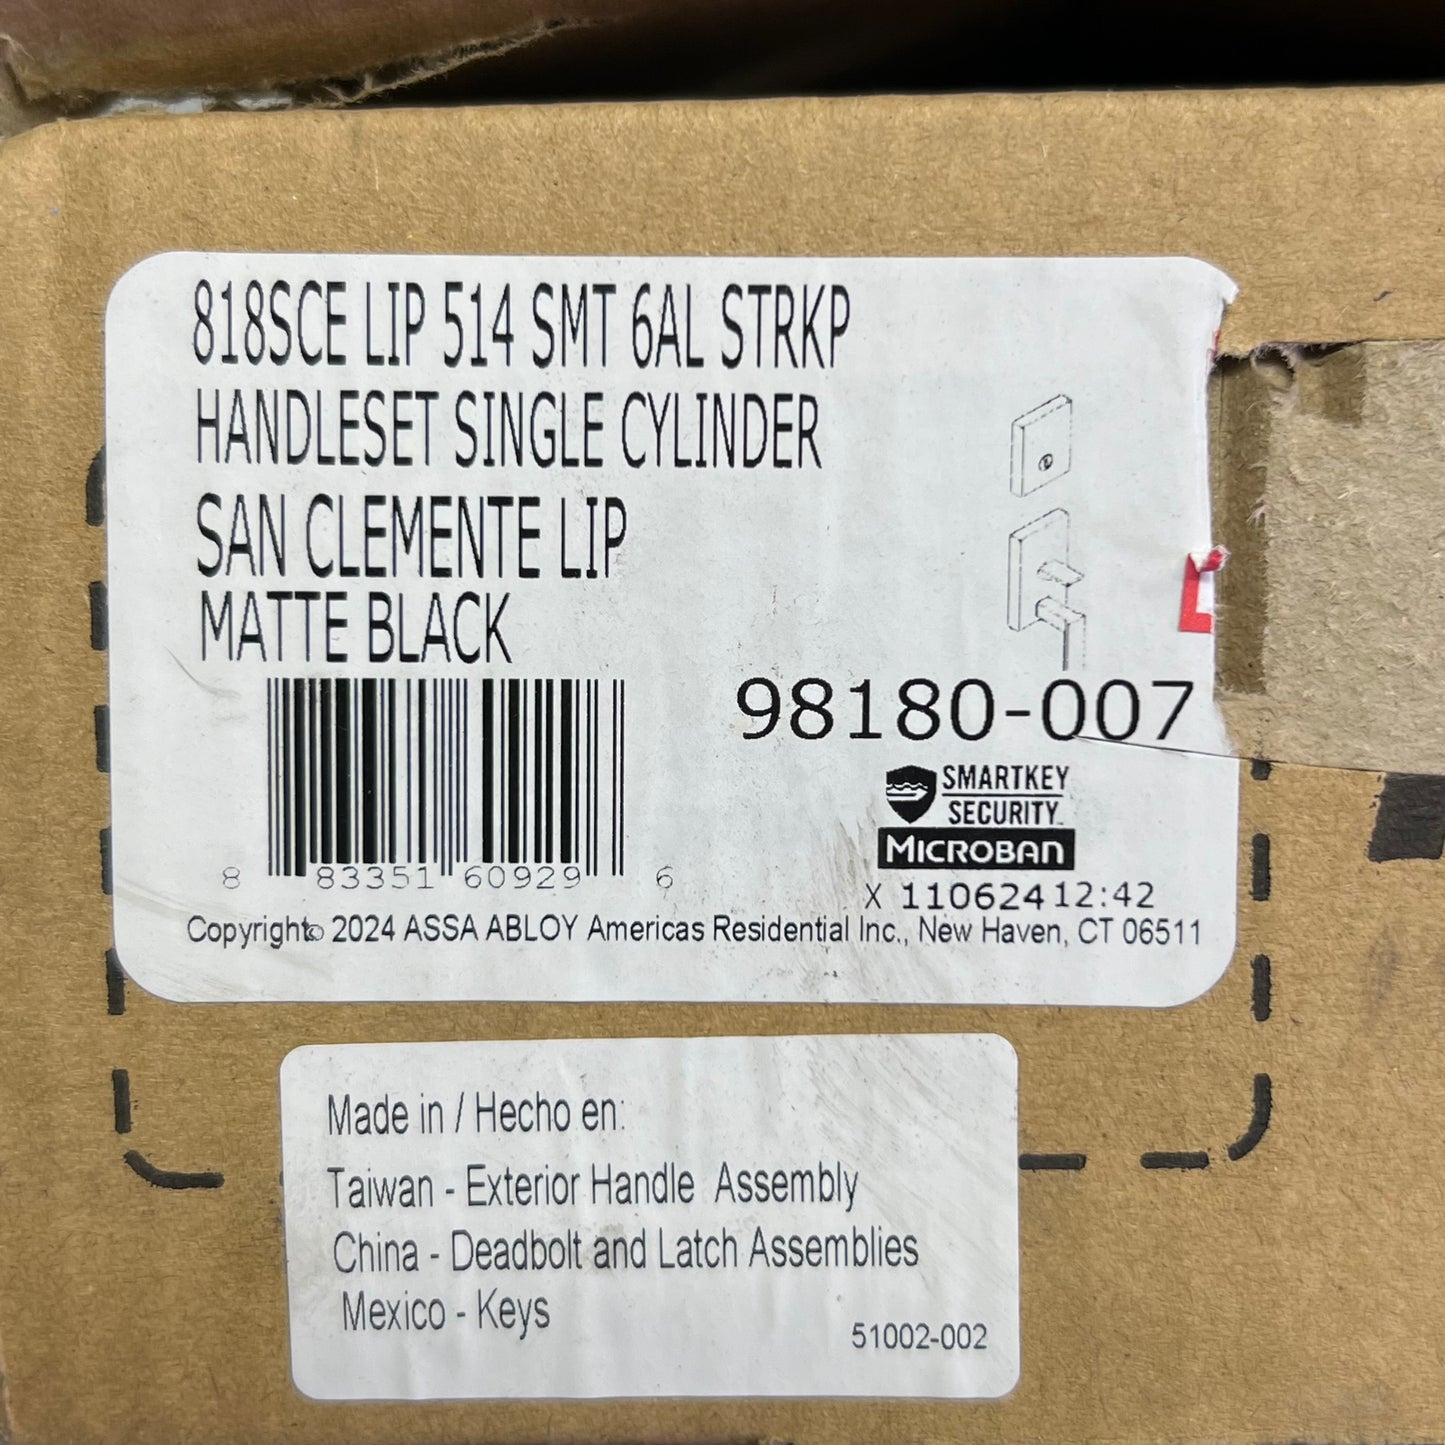 818SCE LIP 514 SMT 6AL STRKP
HANDLESET SINGLE CYLINDER
SAN CLEMENTE LIP
MATTE BLACK
98180-007
SMARTKEY
SECURITY
MICROBAN
8 83351 60929 6
X 110624 12:42
Copyright© 2024 ASSA ABLOY Americas Residential Inc., New Haven, CT 06511
Made in / Hecho en:
Taiwan - Exterior Handle Assembly
China - Deadbolt and Latch Assemblies
Mexico - Keys
51002-002